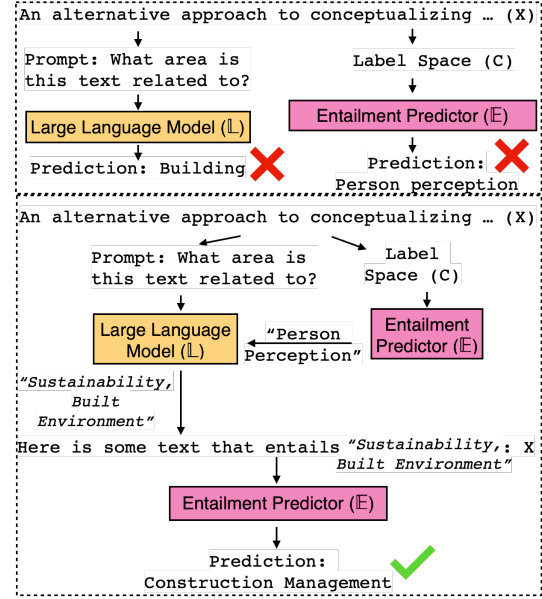 An alternative approach to conceptualizing … (X)
Prompt: What area is
this text related to?
Large Language Model (𝕃)
Prediction: Building
Label Space (C)
Entailment Predictor (𝔼)
Prediction:
Person perception
An alternative approach to conceptualizing … (X)
Prompt: What area is
this text related to?
Label
Space (C)
Large Language
Model (𝕃)
“Person
Perception”
Entailment
Predictor (𝔼)
“Sustainability,
Built
Environment”
Here is some text that entails “Sustainability,: X
Built Environment”
Entailment Predictor (𝔼)
Prediction:
Construction Management